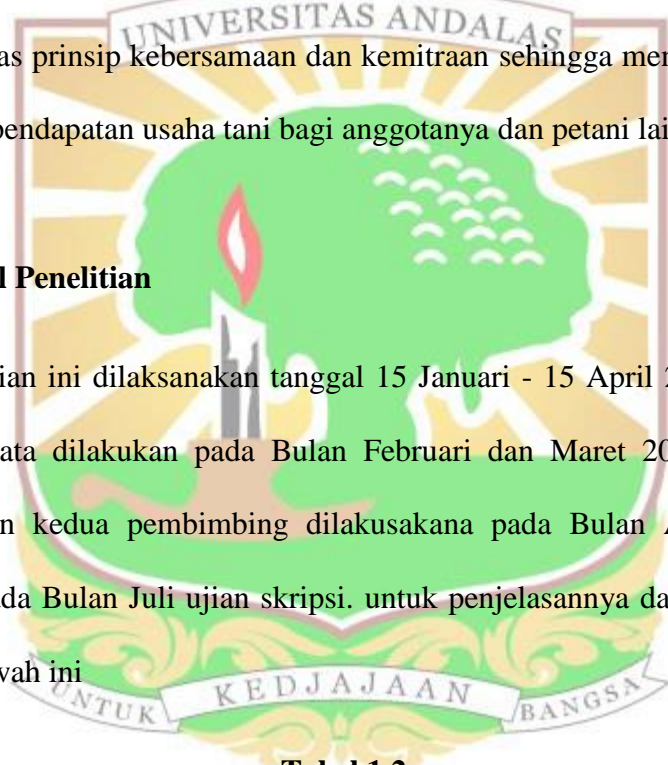 UNIVERSITAS ANDALAS
as prinsip kebersamaan dan kemitraan sehingga mer
pendapatan usaha tani bagi anggotanya dan petani lai
l Penelitian
ian ini dilaksanakan tanggal 15 Januari - 15 April 2
ata dilakukan pada Bulan Februari dan Maret 20
n kedua pembimbing dilakusakana pada Bulan A
da Bulan Juli ujian skripsi. untuk penjelasannya da
wah ini
UNTUK KEDJAJAAN BANGSA
Tabel 1.2